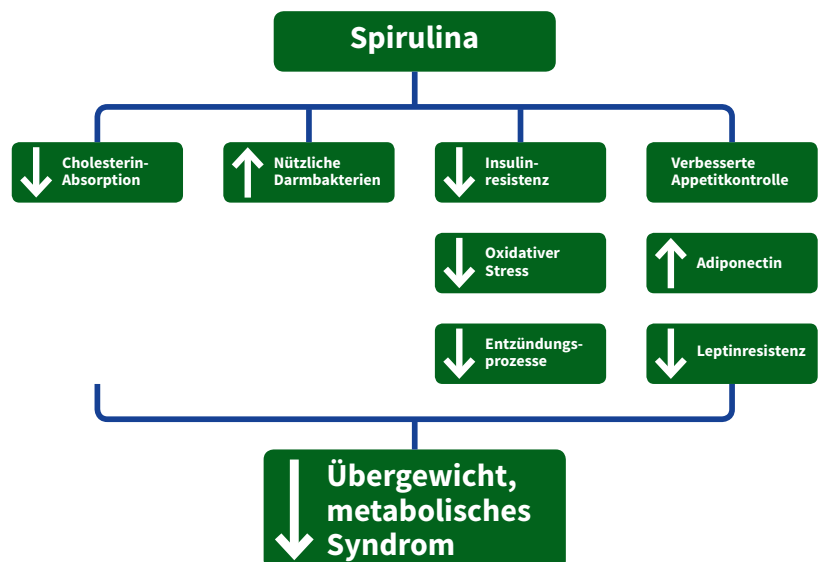 Spirulina
Cholesterin-
Absorption
Nützliche
Darmbakterien
Insulin-
resistenz
Verbesserte
Appetitkontrolle
Oxidativer
Stress
Adiponectin
Entzündungs-
prozesse
Leptinresistenz
Übergewicht,
metabolisches
Syndrom